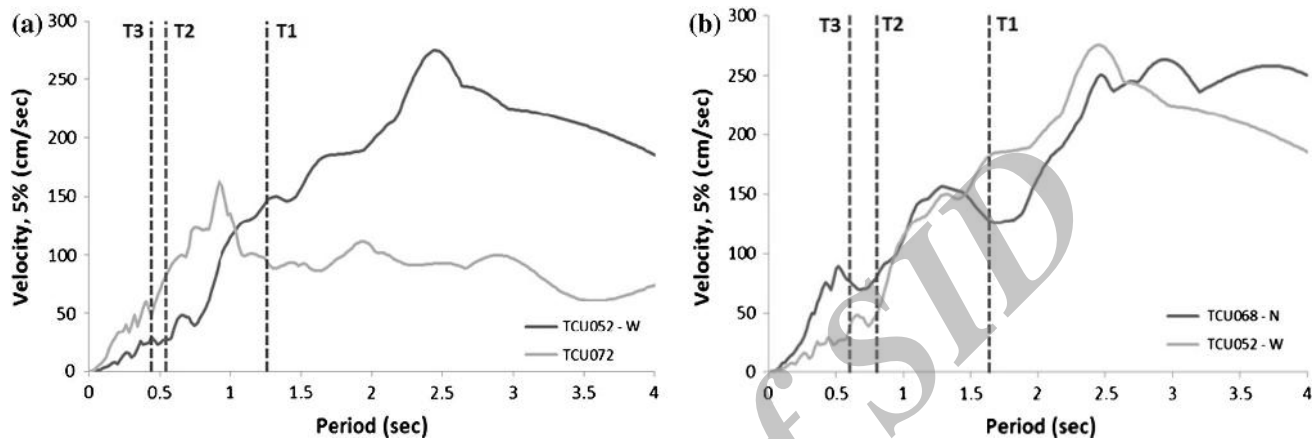 (a)
T3
T2
T1
Velocity, 5% (cm/sec)
300
250
200
150
100
50
0
0 0.5 1 1.5 2 2.5 3 3.5 4
Period (sec)
TCU052 - W
TCU072
(b)
T3
T2
T1
Velocity, 5% (cm/sec)
300
250
200
150
100
50
0
0 0.5 1 1.5 2 2.5 3 3.5 4
Period (sec)
TCU068 - N
TCU052 - W
f SID